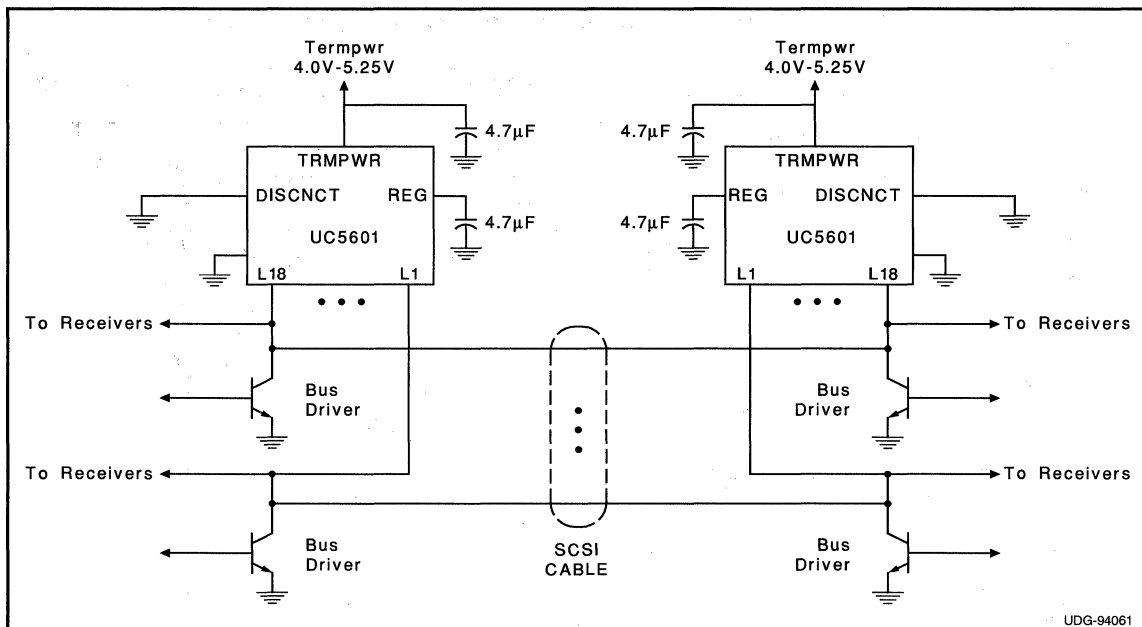 Termpwr
4.0V-5.25V
Termpwr
4.0V-5.25V
4.7µF
4.7µF
TRMPWR
TRMPWR
DISCNCT
REG
4.7µF
4.7µF
REG
DISCNCT
UC5601
UC5601
L18
L1
L1
L18
To Receivers
To Receivers
Bus
Driver
Bus
Driver
To Receivers
To Receivers
Bus
Driver
SCSI
CABLE
Bus
Driver
UDG-94061